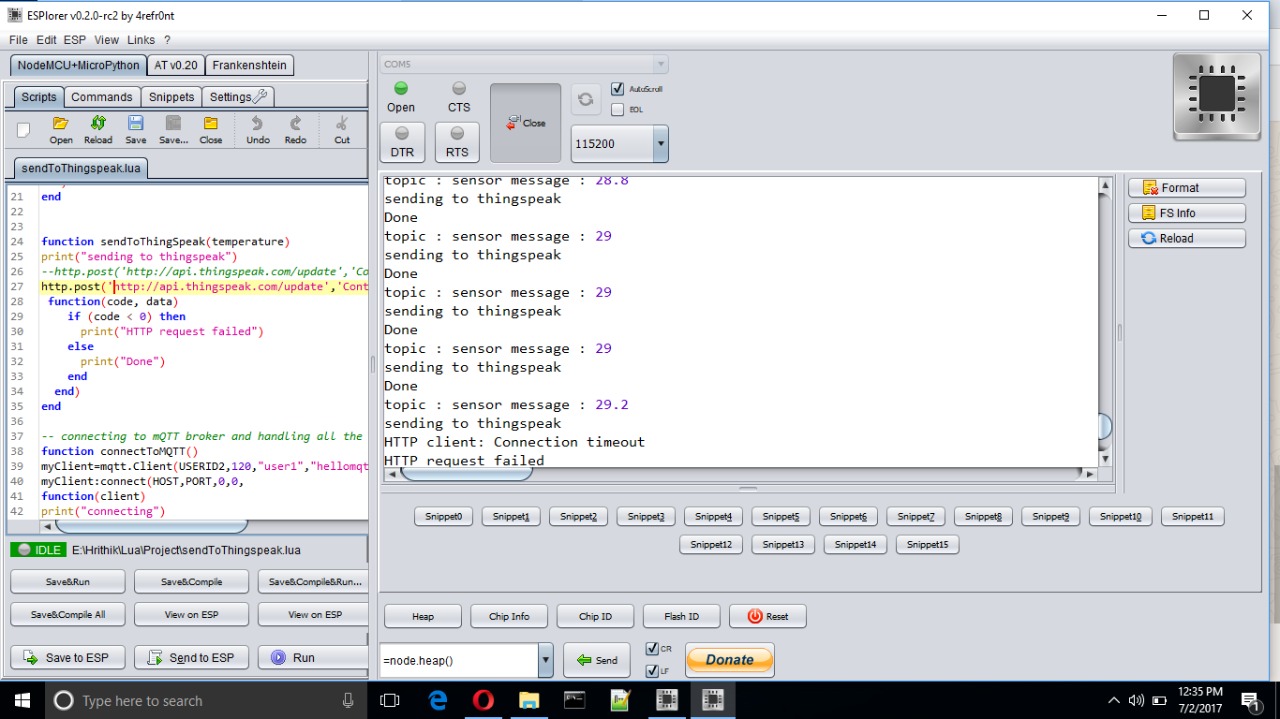 ESPlorer v0.2.0-rc2 by 4refr0nt
File Edit ESP View Links ?
NodeMCU+MicroPython AT v0.20 Frankenshtein
Scripts Commands Snippets Settings
Open Reload Save Save... Close Undo Redo Cut
sendToThingspeak.lua
21 end
22
23
24 function sendToThingSpeak(temperature)
25 print("sending to thingspeak")
26 --http.post('http://api.thingspeak.com/update','Co
27 http.post('http://api.thingspeak.com/update','Cont
28 function(code, data)
29 if (code < 0) then
30 print("HTTP request failed")
31 else
32 print("Done")
33 end
34 end)
35 end
36
37 -- connecting to mQTT broker and handling all the
38 function connectToMQTT()
39 myClient=mqtt.Client(USERID2,120,"user1","hellomqt
40 myClient:connect(HOST,PORT,0,0,
41 function(client)
42 print("connecting")
IDLE E:\Hrithik\Lua\Project\sendToThingspeak.lua
Save&Run Save&Compile Save&Compile&Run...
Save&Compile All View on ESP View on ESP
Save to ESP Send to ESP Run
COM5
Open CTS Close AutoScroll
EOL
DTR RTS 115200
topic : sensor message : 28.8
sending to thingspeak
Done
topic : sensor message : 29
sending to thingspeak
Done
topic : sensor message : 29
sending to thingspeak
Done
topic : sensor message : 29
sending to thingspeak
Done
topic : sensor message : 29.2
sending to thingspeak
HTTP client: Connection timeout
HTTP request failed
Format
FS Info
Reload
Snippet0 Snippet1 Snippet2 Snippet3 Snippet4 Snippet5 Snippet6 Snippet7 Snippet8 Snippet9 Snippet10 Snippet11
Snippet12 Snippet13 Snippet14 Snippet15
Heap Chip Info Chip ID Flash ID Reset
=node.heap() Send CR Donate
LF
Type here to search
12:35 PM
7/2/2017
1